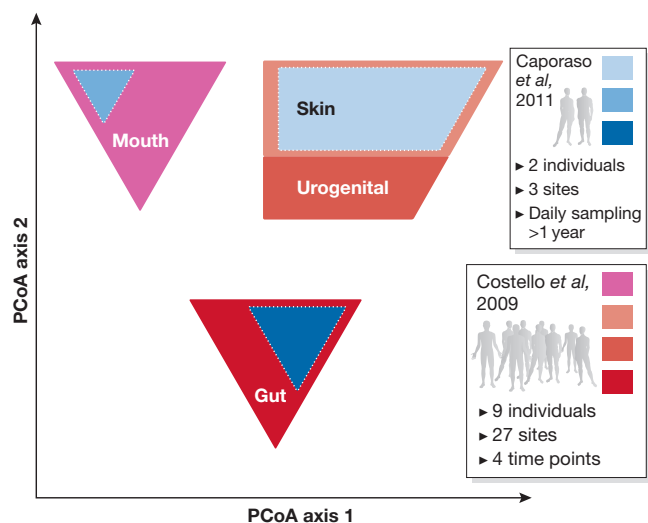 PCoA axis 2
Mouth
Skin
Urogenital
Gut
PCoA axis 1
Caporaso
et al,
2011
▸ 2 individuals
▸ 3 sites
▸ Daily sampling
>1 year
Costello et al,
2009
▸ 9 individuals
▸ 27 sites
▸ 4 time points